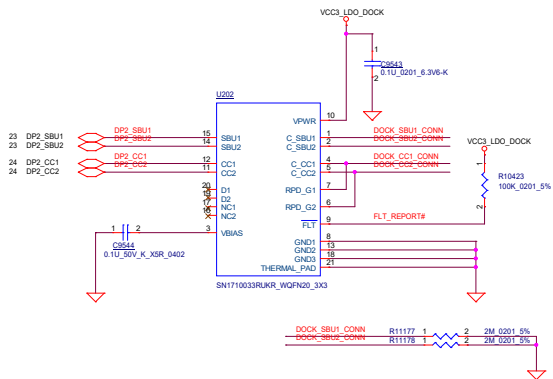 VCC3_LDO_DOCK
1
C9543
0.1U_0201_6.3V6-K
2
U202
VPWR 10
23 DP2_SBU1 DP2_SBU1 15 SBU1 C_SBU1 1 DOCK_SBU1_CONN
23 DP2_SBU2 DP2_SBU2 14 SBU2 C_SBU2 2 DOCK_SBU2_CONN
VCC3_LDO_DOCK
24 DP2_CC1 DP2_CC1 12 CC1 C_CC1 4 DOCK_CC1_CONN
24 DP2_CC2 DP2_CC2 11 CC2 C_CC2 5 DOCK_CC2_CONN
1
R10423
100K_0201_5%
2
20 D1 RPD_G1 7
19 D2
17 NC1 RPD_G2 6
16 NC2
FLT 9 FLT_REPORT#
1 2 3 VBIAS
C9544
0.1U_50V_K_X5R_0402
GND1 8
GND2 13
GND3 18
THERMAL_PAD 21
SN1710033RUKR_WQFN20_3X3
DOCK_SBU1_CONN R11177 1 2 2M_0201_5%
DOCK_SBU2_CONN R11178 1 2 2M_0201_5%